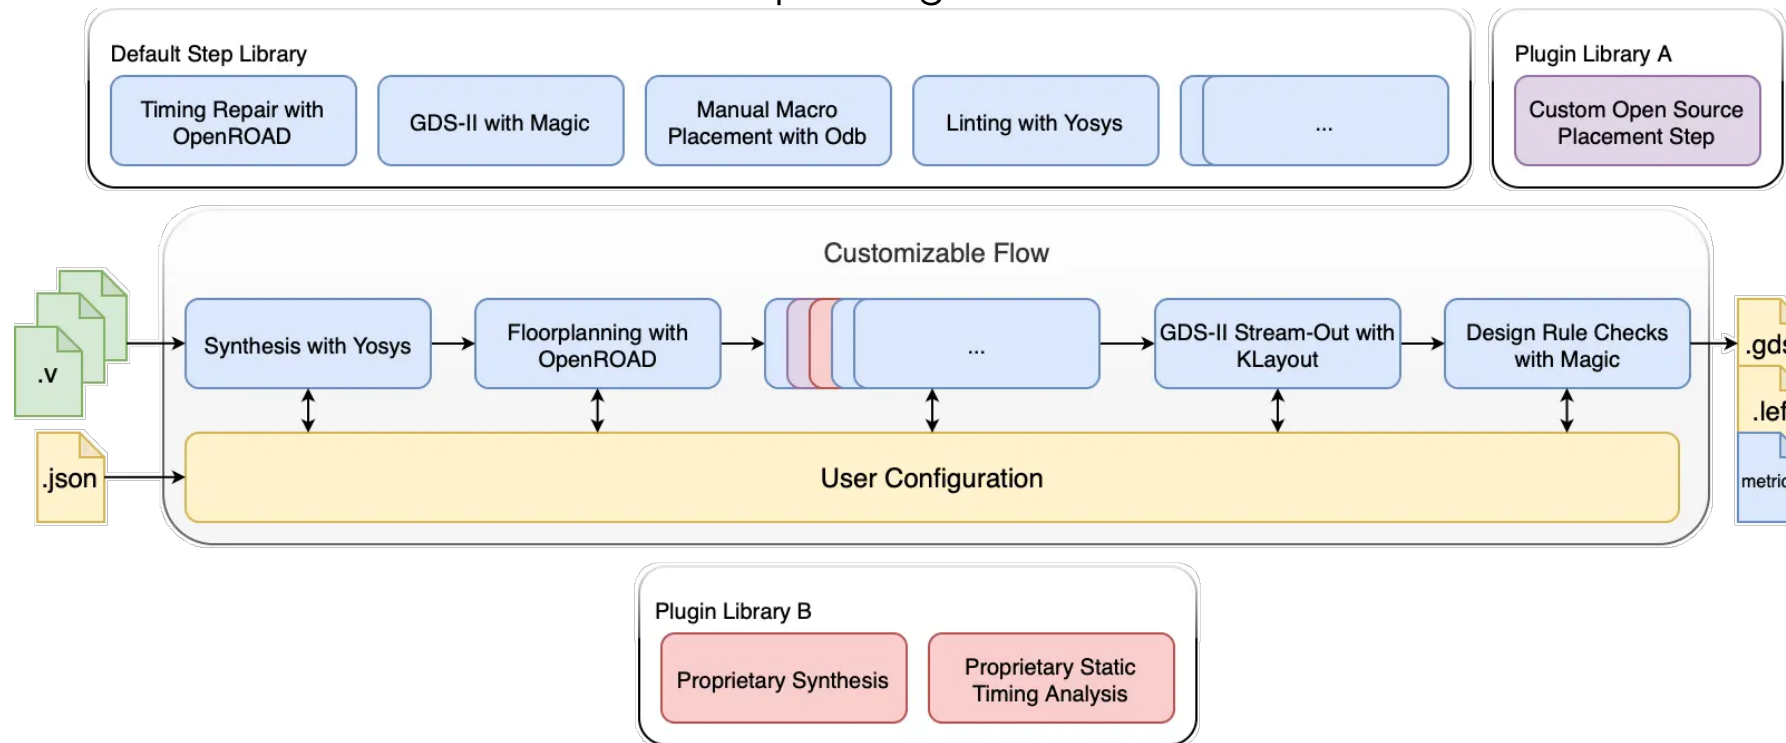 Default Step Library
Plugin Library A
Timing Repair with
OpenROAD
GDS-II with Magic
Manual Macro
Placement with Odb
Linting with Yosys
...
Custom Open Source
Placement Step
Customizable Flow
.v
.json
Synthesis with Yosys
Floorplanning with
OpenROAD
...
GDS-II Stream-Out with
KLayout
Design Rule Checks
with Magic
.gds
.lef
User Configuration
Plugin Library B
Proprietary Synthesis
Proprietary Static
Timing Analysis